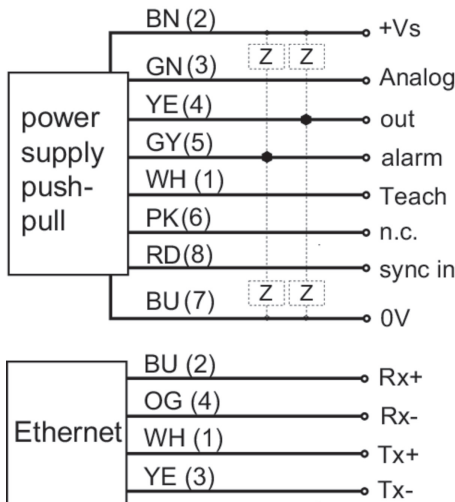 BN (2) +Vs
Z Z
GN (3) Analog
YE (4) out
GY (5) alarm
WH (1) Teach
PK (6) n.c.
RD (8) sync in
Z Z
BU (7) 0V
power
supply
push-
pull
BU (2) Rx+
OG (4) Rx-
WH (1) Tx+
YE (3) Tx-
Ethernet